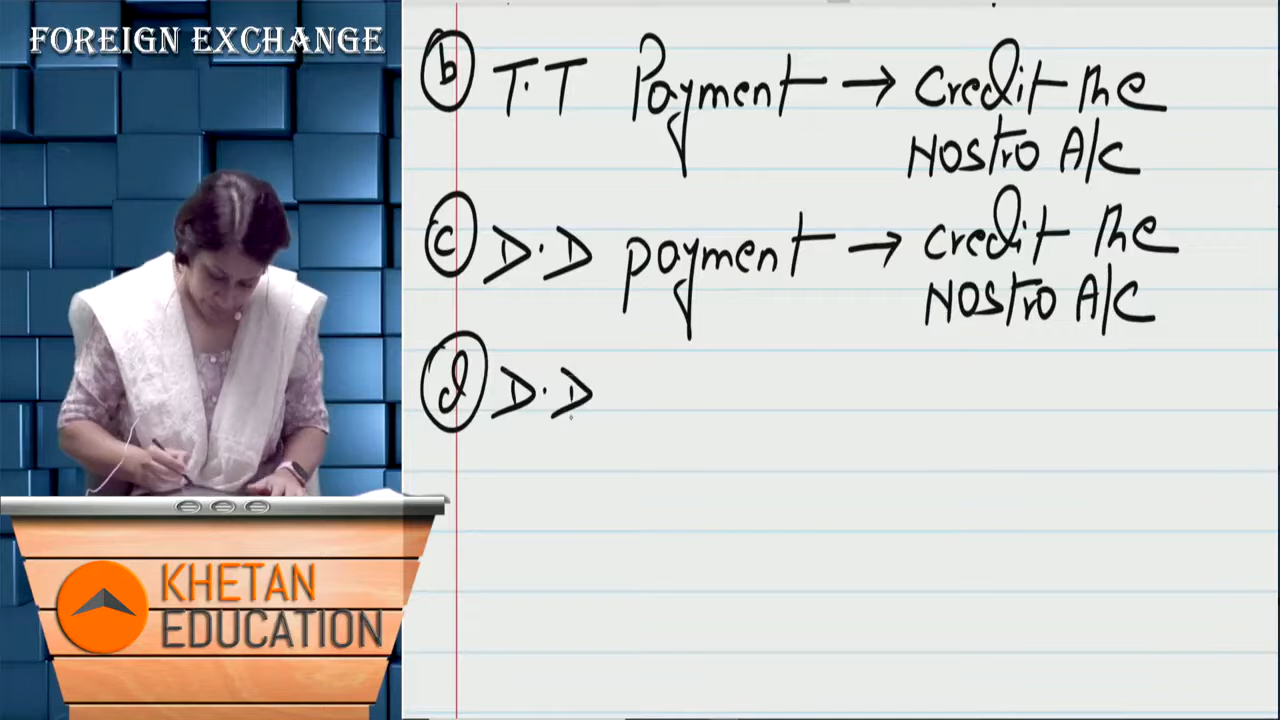 FOREIGN EXCHANGE
(b) T.T Payment → Credit the
Nostro A/C
(c) D.D payment → credit the
Nostro A/C
(d) D.D
KHETAN
EDUCATION